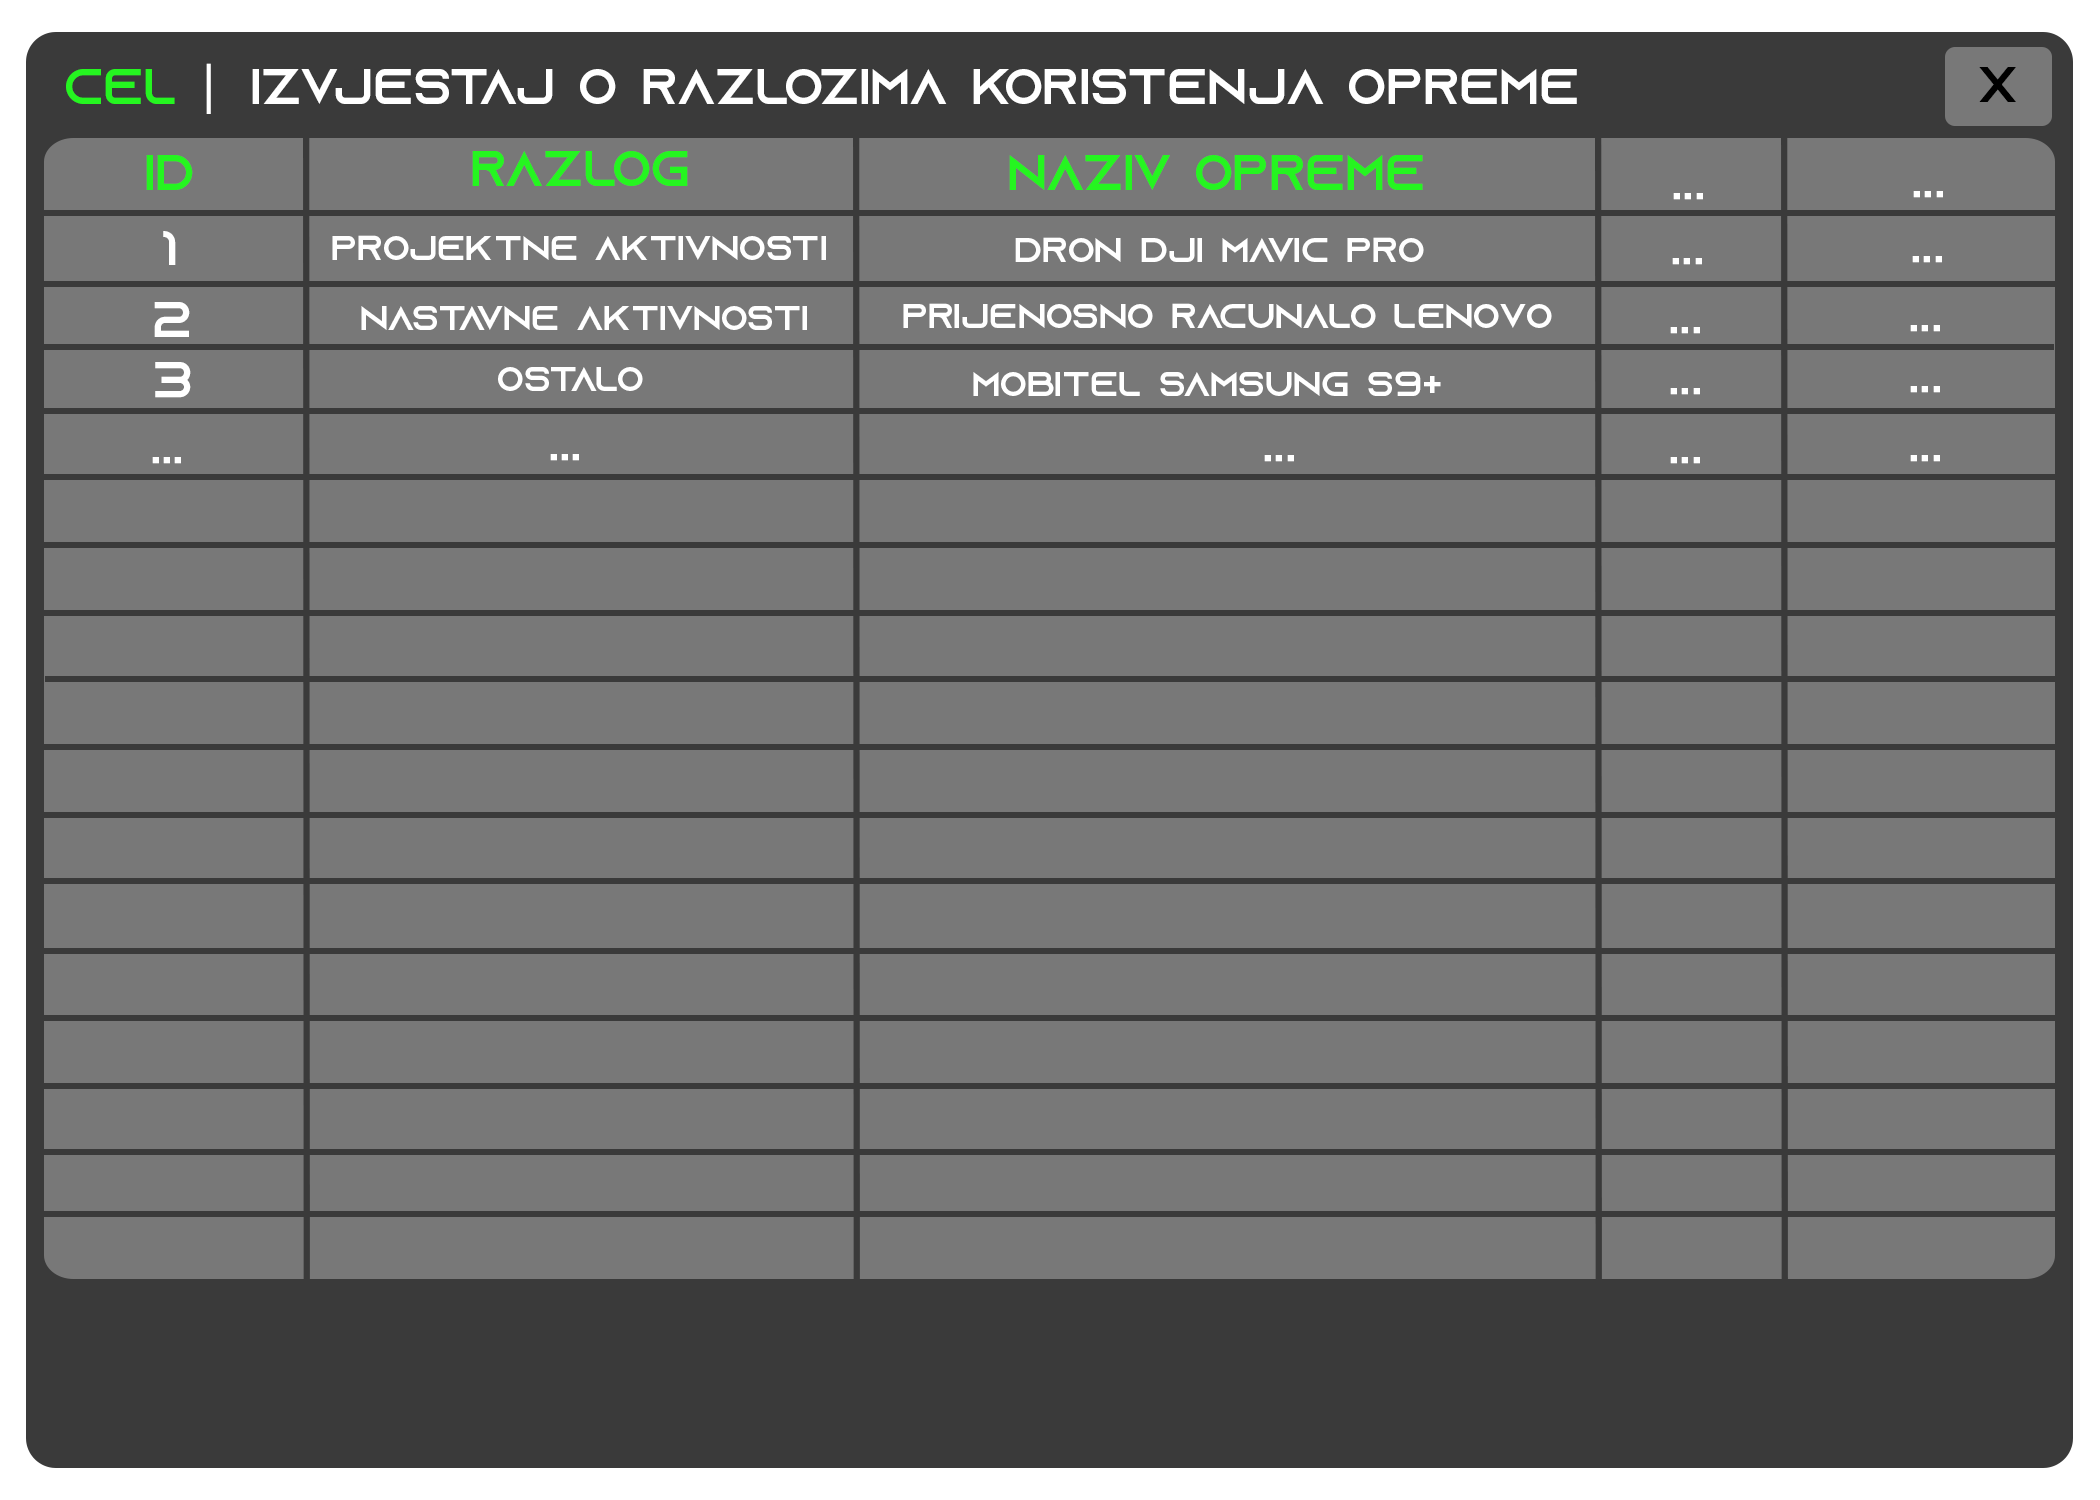 CEL | IZVJESTAJ O RAZLOZIMA KORISTENJA OPREME X
ID RAZLOG NAZIV OPREME ... ...
1 PROJEKTNE AKTIVNOSTI DRON DJI MAVIC PRO ... ...
2 NASTAVNE AKTIVNOSTI PRIJENOSNO RACUNALO LENOVO ... ...
3 OSTALO MOBITEL SAMSUNG S9+ ... ...
... ... ... ... ...